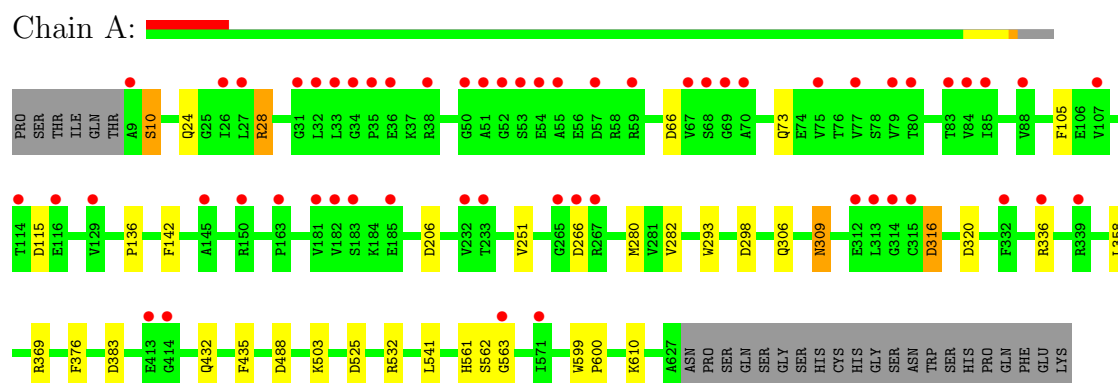 Chain A:
PRO SER THR ILE GLN THR A9 S10 Q24 G25 I26 L27 R28 G31 L32 L33 G34 P35 E36 K37 R38 G50 A51 G52 S53 E54 A55 E56 D57 R58 R59 D66 V67 S68 G69 A70 Q73 E74 V75 T76 V77 S78 V79 T80 T83 V84 I85 V88 F105 E106 V107
T114 D115 E116 V129 P136 F142 A145 R150 P163 V181 V182 S183 K184 E185 D206 V232 T233 V251 G265 D266 R267 M280 V281 V282 W293 D298 Q306 N309 E312 L313 G314 C315 D316 D320 F332 R336 R339 L358
R369 F376 D383 E413 G414 Q432 F435 D488 K503 D525 R532 L541 H561 S562 G563 I571 W599 P600 K610 A627 ASN PRO SER GLN SER GLY SER SER HIS CYS HIS GLY SER ASN TRP SER HIS PRO GLN PHE GLU LYS